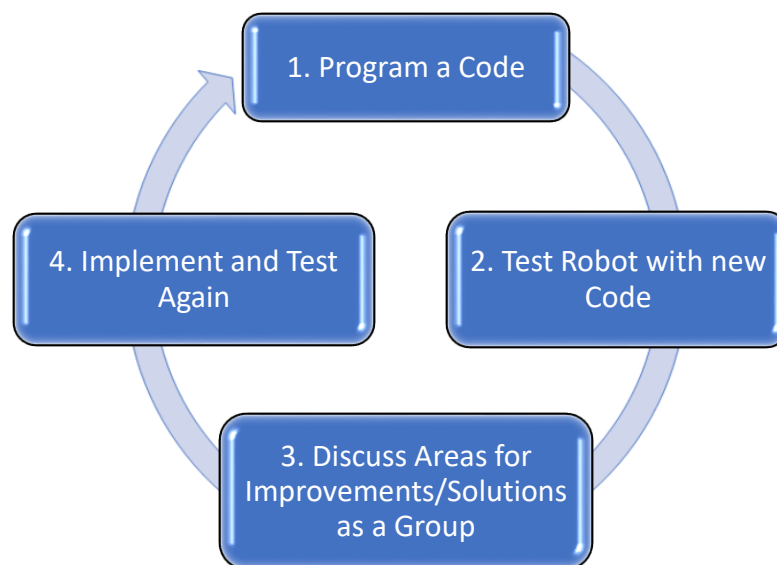 1. Program a Code
2. Test Robot with new
Code
3. Discuss Areas for
Improvements/Solutions
as a Group
4. Implement and Test
Again